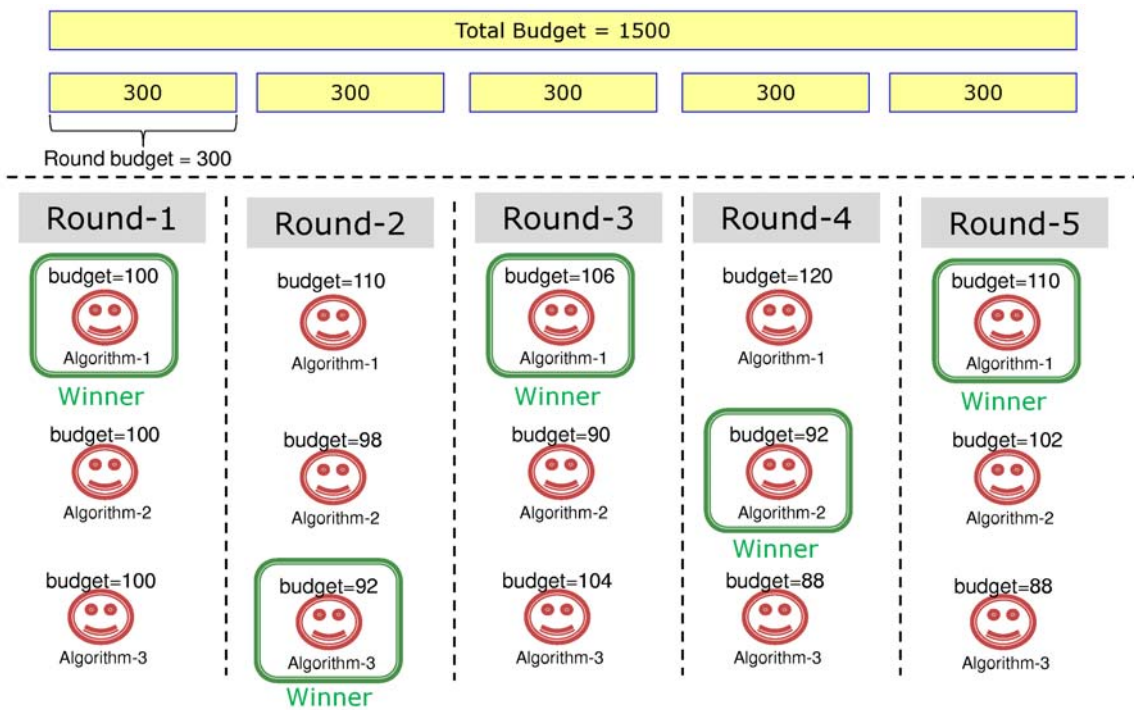 Total Budget = 1500
300 300 300 300 300
Round budget = 300
Round-1
budget=100
Algorithm-1
Winner
budget=100
Algorithm-2
budget=100
Algorithm-3
Round-2
budget=110
Algorithm-1
budget=98
Algorithm-2
budget=92
Algorithm-3
Winner
Round-3
budget=106
Algorithm-1
Winner
budget=90
Algorithm-2
budget=104
Algorithm-3
Round-4
budget=120
Algorithm-1
budget=92
Algorithm-2
Winner
budget=88
Algorithm-3
Round-5
budget=110
Algorithm-1
Winner
budget=102
Algorithm-2
budget=88
Algorithm-3